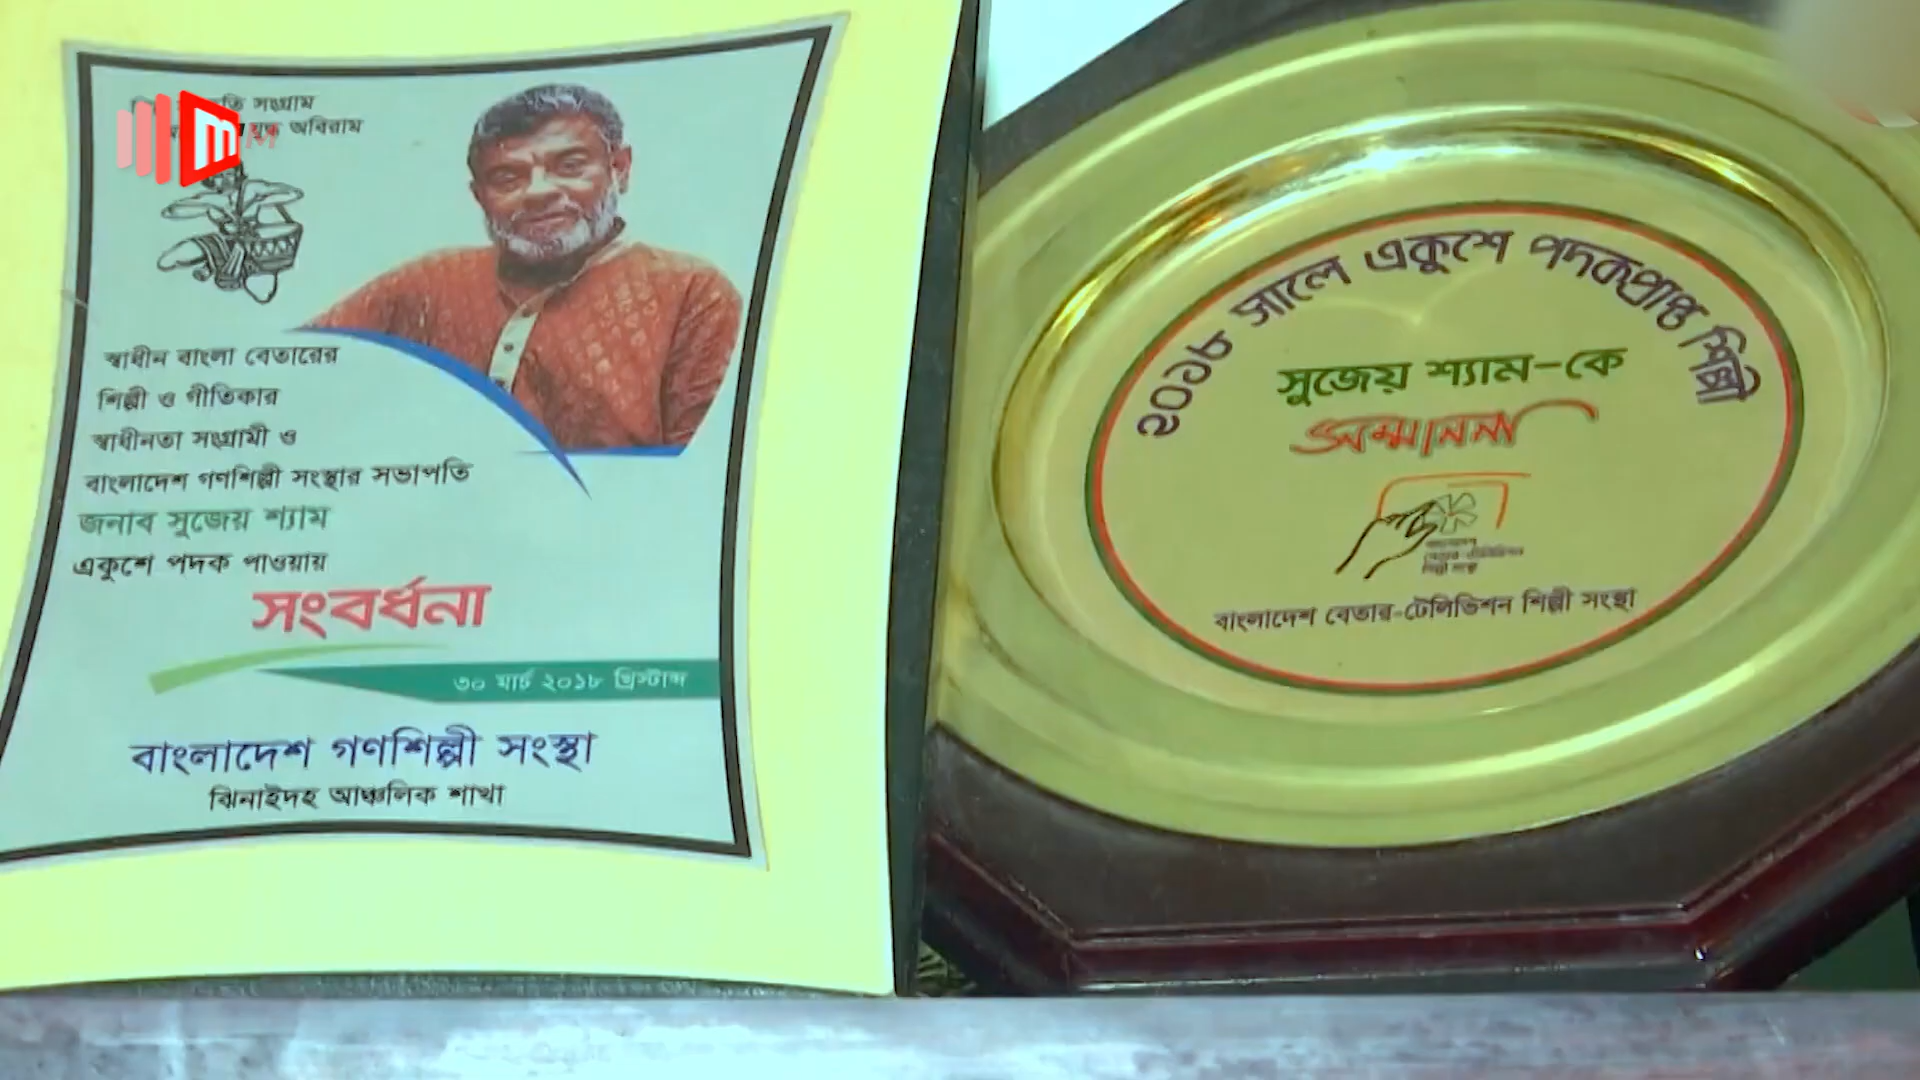 সংগ্রাম
যুদ্ধ অবিরাম
m
স্বাধীন বাংলা বেতারের
শিল্পী ও গীতিকার
স্বাধীনতা সংগ্রামী ও
বাংলাদেশ গণশিল্পী সংস্থার সভাপতি
জনাব সুজেয় শ্যাম
একুশে পদক পাওয়ায়
সংবর্ধনা
৩০ মার্চ ২০১৮ খ্রিস্টাব্দ
বাংলাদেশ গণশিল্পী সংস্থা
ঝিনাইদহ আঞ্চলিক শাখা
২০১৮ সালে একুশে পদকপ্রাপ্ত শিল্পী
সুজেয় শ্যাম-কে
সম্মাননা
বাংলাদেশ বেতার-টেলিভিশন শিল্পী সংস্থা